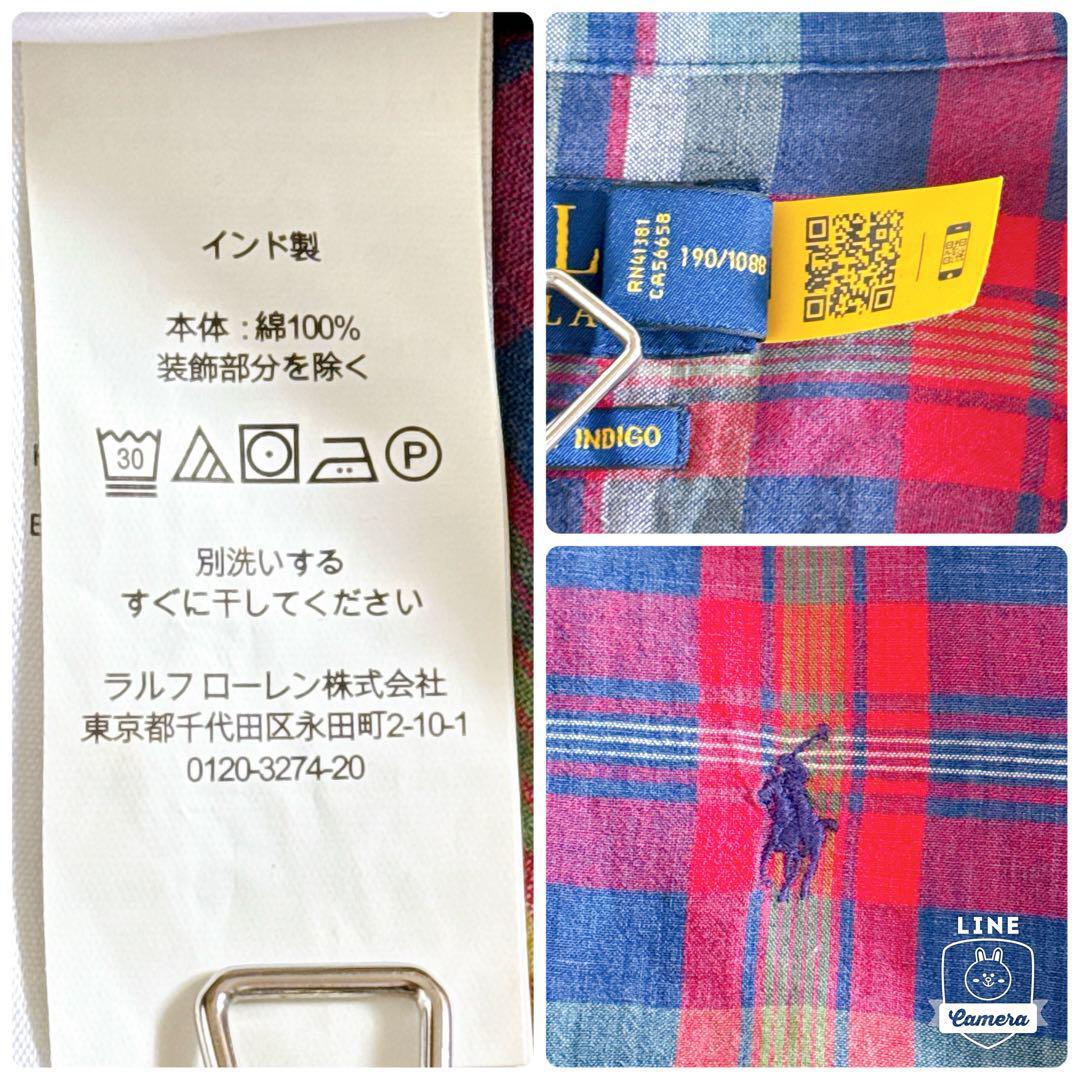 インド製
本体 : 綿100%
装飾部分を除く
30
P
別洗いする
すぐに干してください
ラルフ ローレン株式会社
東京都千代田区永田町2-10-1
0120-3274-20
L
LA
RN41381
CA56658
190/108B
INDIGO
LINE
Camera